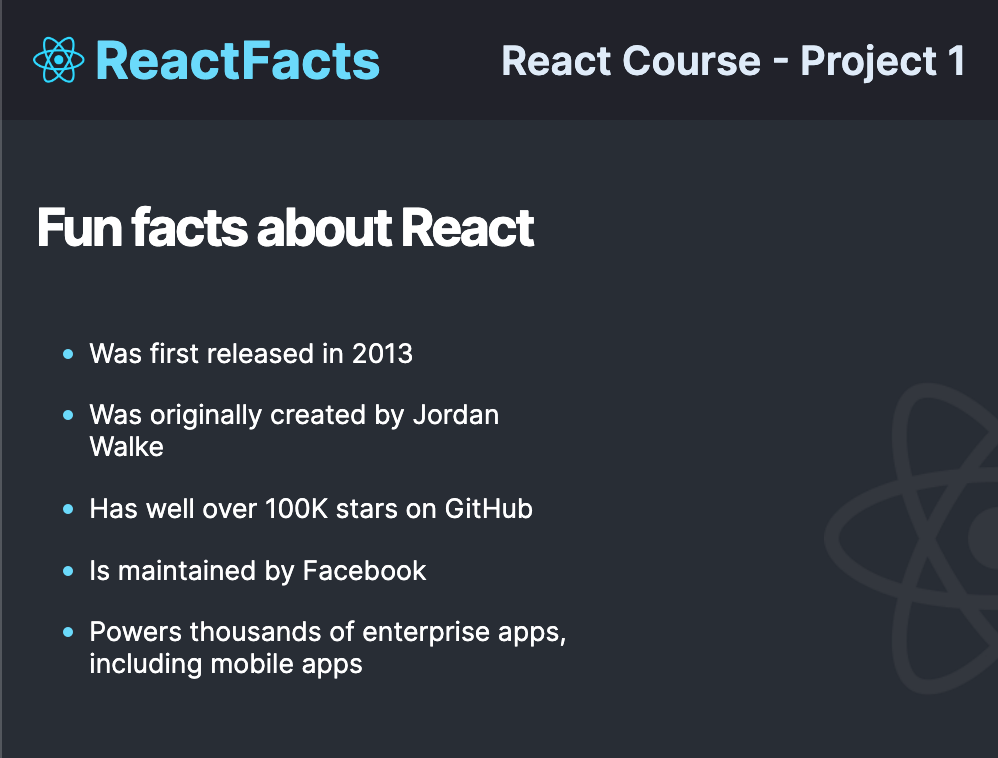 ReactFacts
React Course - Project 1
Fun facts about React
Was first released in 2013
Was originally created by Jordan
Walke
Has well over 100K stars on GitHub
Is maintained by Facebook
Powers thousands of enterprise apps,
including mobile apps